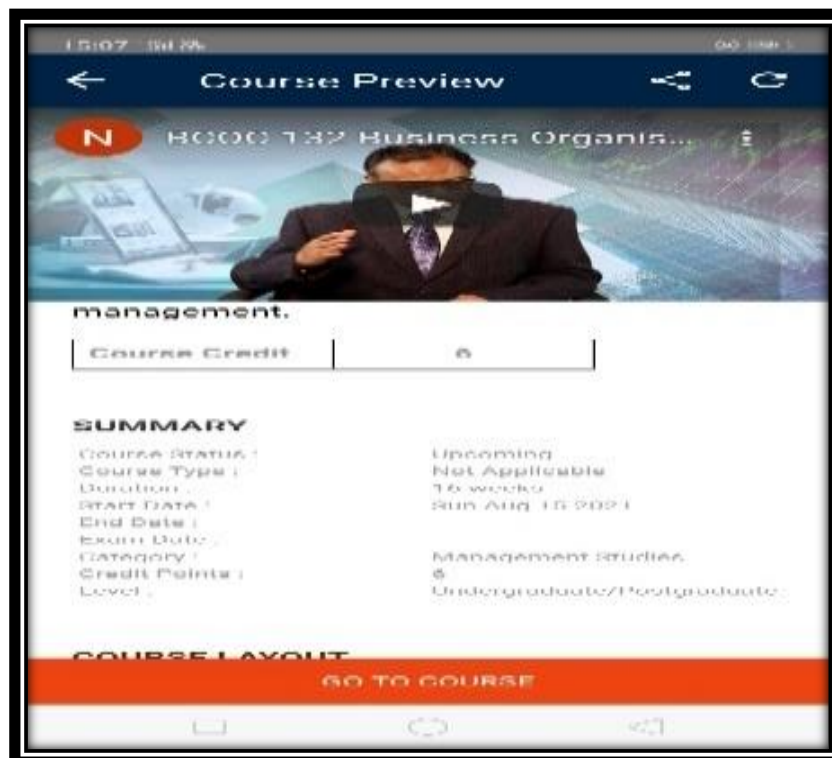 15:07
Course Preview
N BCOC 132 Business Organis...
management.
Course Credit 6
SUMMARY
Course Status : Upcoming
Course Type : Not Applicable
Duration : 16 weeks
Start Date : Sun Aug 15 2021
End Date :
Exam Date :
Category : Management Studies
Credit Points : 6
Level : Undergraduate/Postgraduate
COURSE LAYOUT
GO TO COURSE